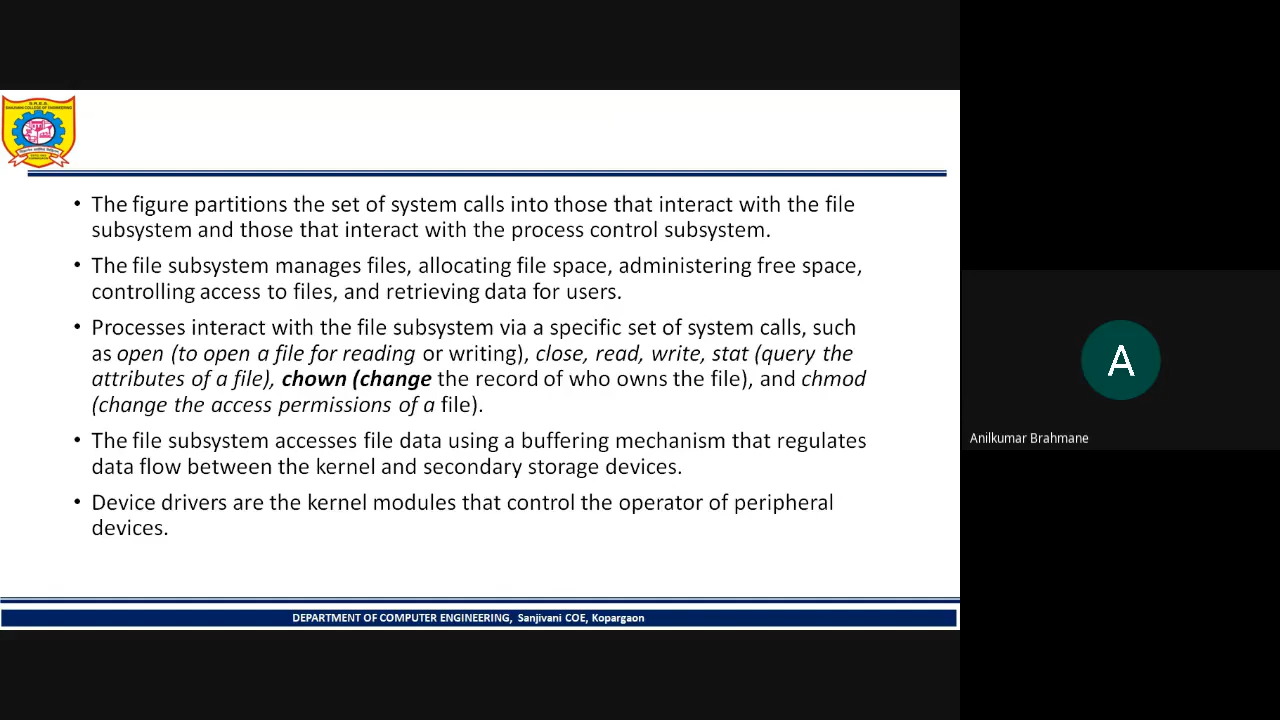 • The figure partitions the set of system calls into those that interact with the file
subsystem and those that interact with the process control subsystem.
• The file subsystem manages files, allocating file space, administering free space,
controlling access to files, and retrieving data for users.
• Processes interact with the file subsystem via a specific set of system calls, such
as open (to open a file for reading or writing), close, read, write, stat (query the
attributes of a file), chown (change the record of who owns the file), and chmod
(change the access permissions of a file).
• The file subsystem accesses file data using a buffering mechanism that regulates
data flow between the kernel and secondary storage devices.
• Device drivers are the kernel modules that control the operator of peripheral
devices.
DEPARTMENT OF COMPUTER ENGINEERING, Sanjivani COE, Kopargaon
A
Anilkumar Brahmane